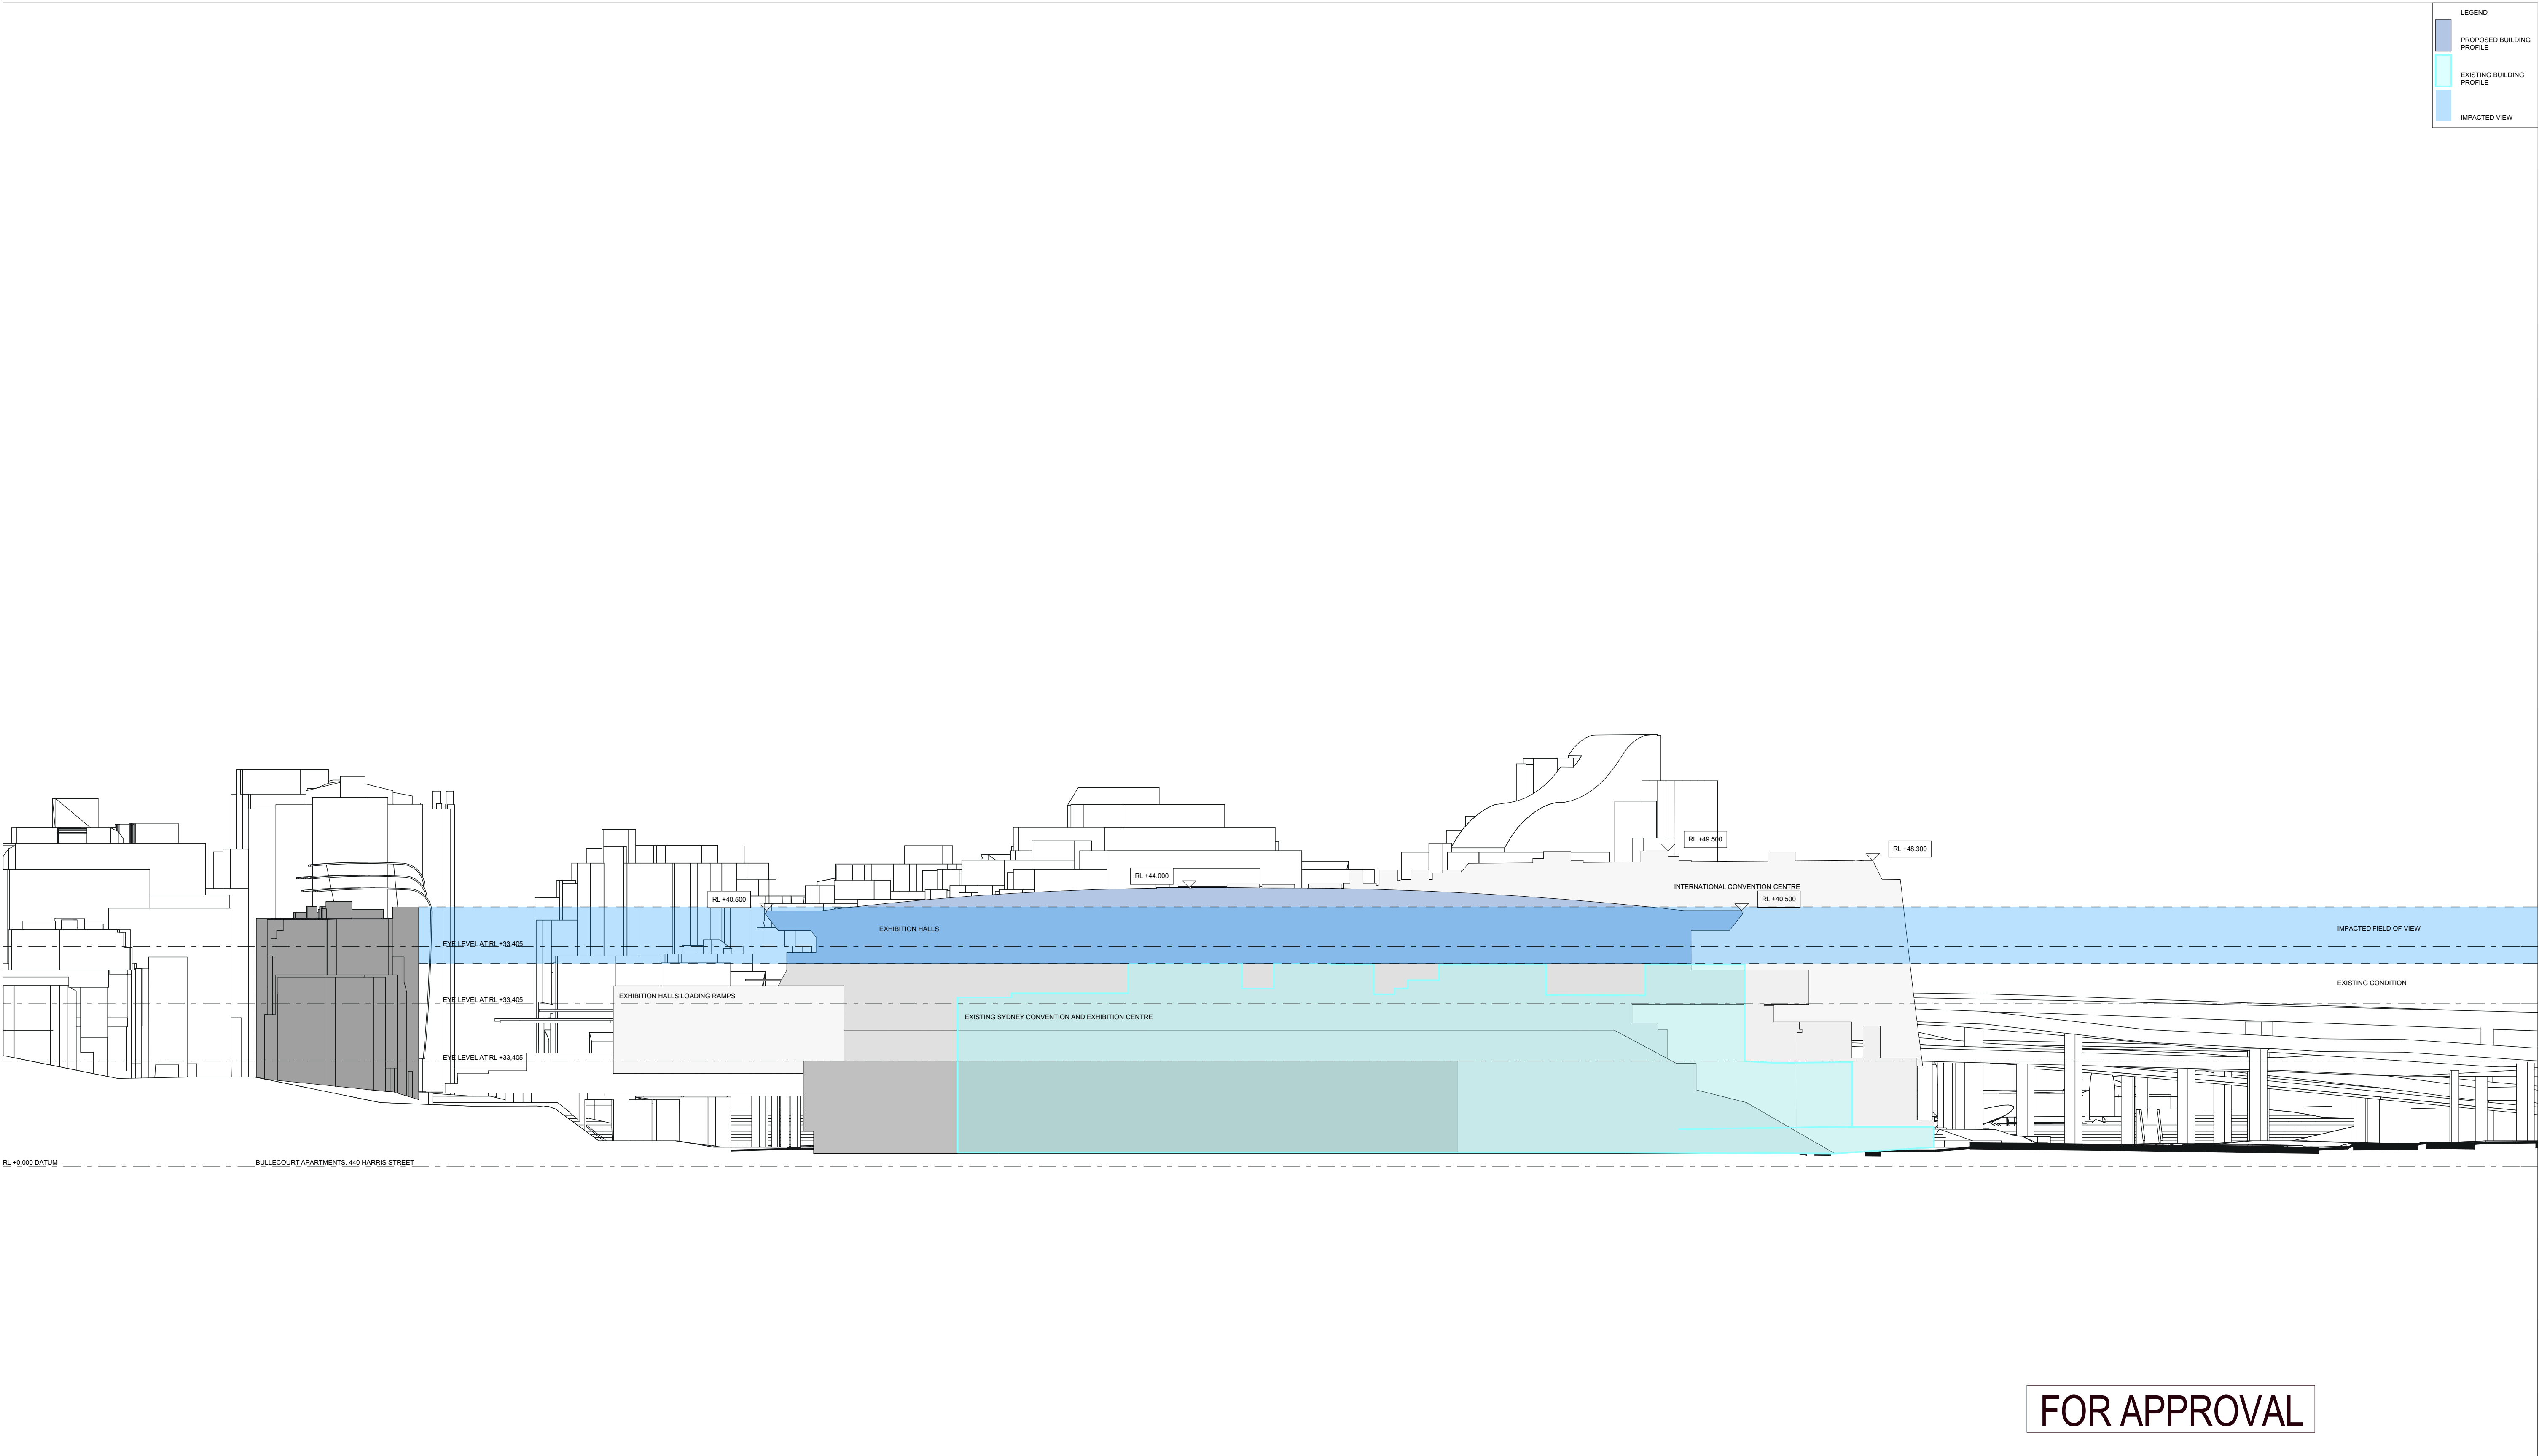 LEGEND
PROPOSED BUILDING
PROFILE
EXISTING BUILDING
PROFILE
IMPACTED VIEW
RL +49.500
RL +48.300
RL +44.000
INTERNATIONAL CONVENTION CENTRE
RL +40.500
RL +40.500
EXHIBITION HALLS
IMPACTED FIELD OF VIEW
EYE LEVEL AT RL +33.405
EXISTING CONDITION
EXHIBITION HALLS LOADING RAMPS
EYE LEVEL AT RL +33.405
EXISTING SYDNEY CONVENTION AND EXHIBITION CENTRE
EYE LEVEL AT RL +33.405
RL +0.000 DATUM
BULLECOURT APARTMENTS. 440 HARRIS STREET
FOR APPROVAL